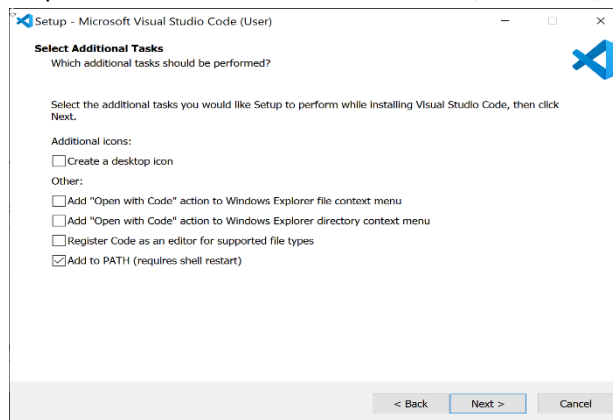 Setup - Microsoft Visual Studio Code (User)
Select Additional Tasks
Which additional tasks should be performed?
Select the additional tasks you would like Setup to perform while installing Visual Studio Code, then click
Next.
Additional icons:
Create a desktop icon
Other:
Add "Open with Code" action to Windows Explorer file context menu
Add "Open with Code" action to Windows Explorer directory context menu
Register Code as an editor for supported file types
Add to PATH (requires shell restart)
< Back Next > Cancel